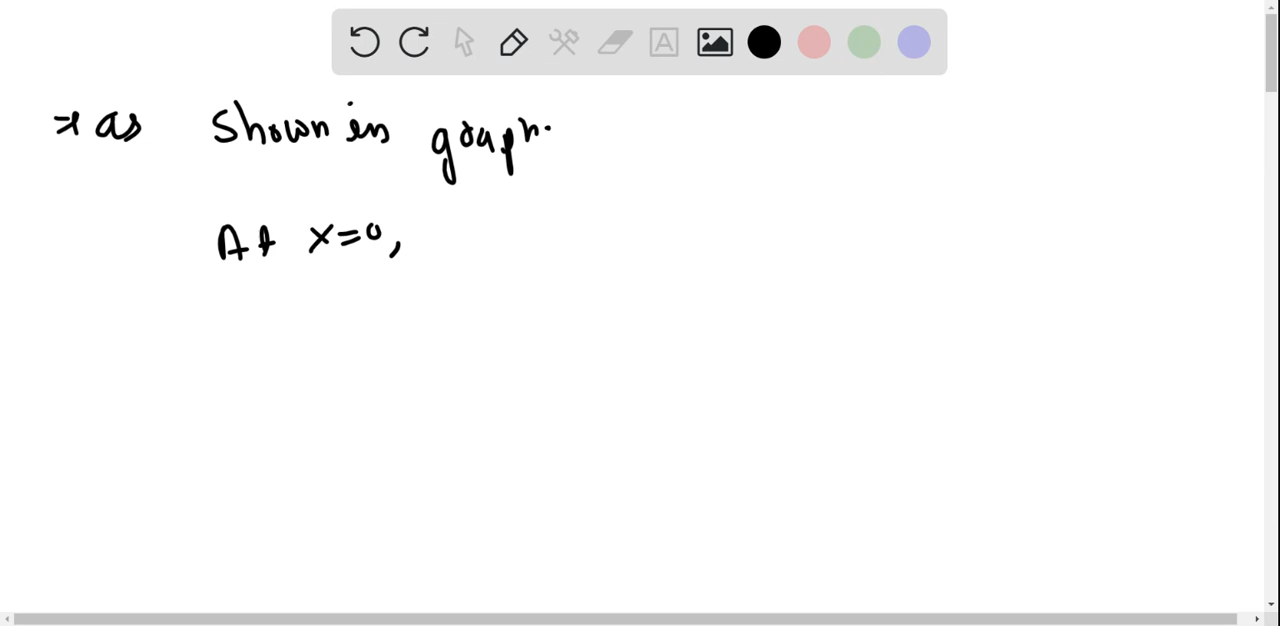 → as shown in graph.
At x=0,